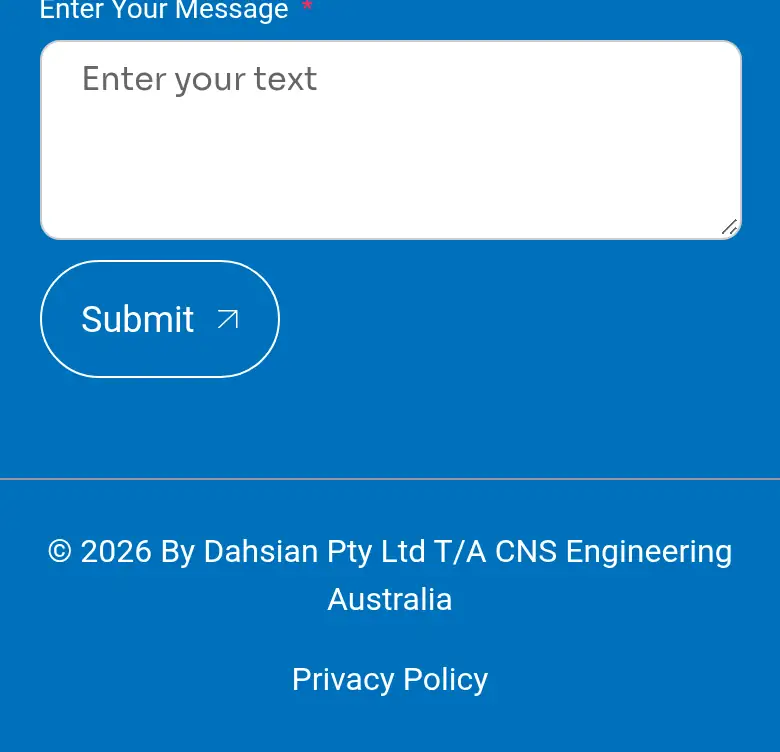 Enter Your Message *
Enter your text
Submit
© 2026 By Dahsian Pty Ltd T/A CNS Engineering
Australia
Privacy Policy